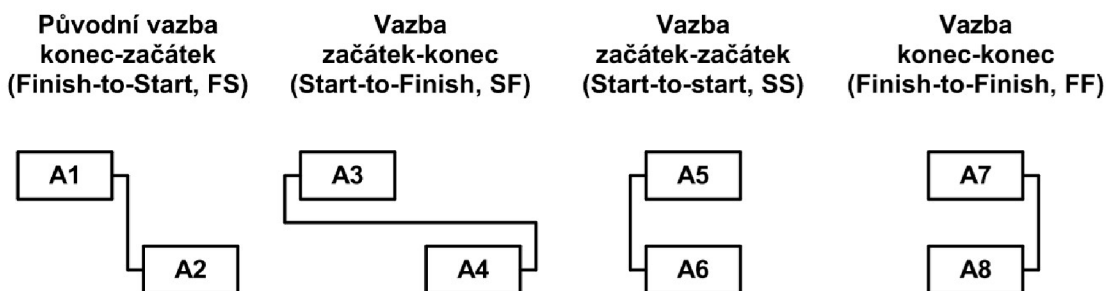 Původní vazba
konec-začátek
(Finish-to-Start, FS)
Vazba
začátek-konec
(Start-to-Finish, SF)
Vazba
začátek-začátek
(Start-to-start, SS)
Vazba
konec-konec
(Finish-to-Finish, FF)
A1
A2
A3
A4
A5
A6
A7
A8